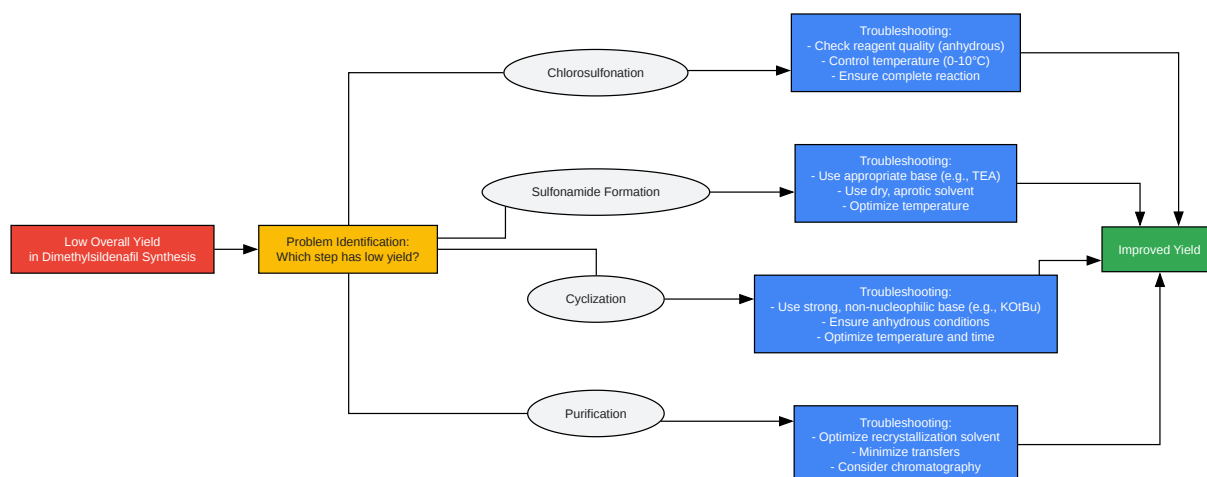 Low Overall Yield
in Dimethylsildenafil Synthesis
Problem Identification:
Which step has low yield?
Chlorosulfonation
Troubleshooting:
- Check reagent quality (anhydrous)
- Control temperature (0-10°C)
- Ensure complete reaction
Sulfonamide Formation
Troubleshooting:
- Use appropriate base (e.g., TEA)
- Use dry, aprotic solvent
- Optimize temperature
Cyclization
Troubleshooting:
- Use strong, non-nucleophilic base (e.g., KOtBu)
- Ensure anhydrous conditions
- Optimize temperature and time
Purification
Troubleshooting:
- Optimize recrystallization solvent
- Minimize transfers
- Consider chromatography
Improved Yield